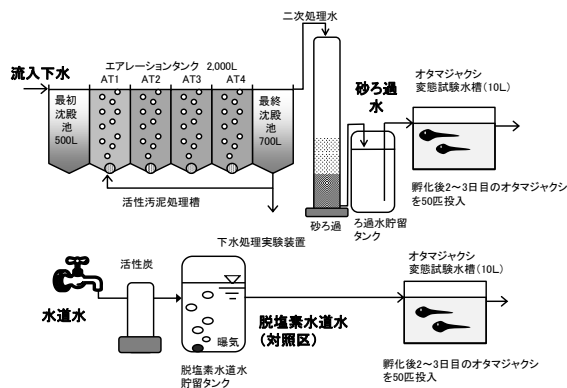 二次処理水
エアレーションタンク 2,000L
AT1 AT2 AT3 AT4
流入下水
最初
沈殿
池
500L
最終
沈殿
池
700L
活性汚泥処理槽
砂ろ過
水
オタマジャクシ
変態試験水槽(10L)
孵化後2~3日目のオタマジャクシ
を50匹投入
砂ろ過
ろ過水貯留
タンク
下水処理実験装置
活性炭
水道水
曝気
脱塩素水道水
貯留タンク
脱塩素水道水
(対照区)
オタマジャクシ
変態試験水槽(10L)
孵化後2~3日目のオタマジャクシ
を50匹投入